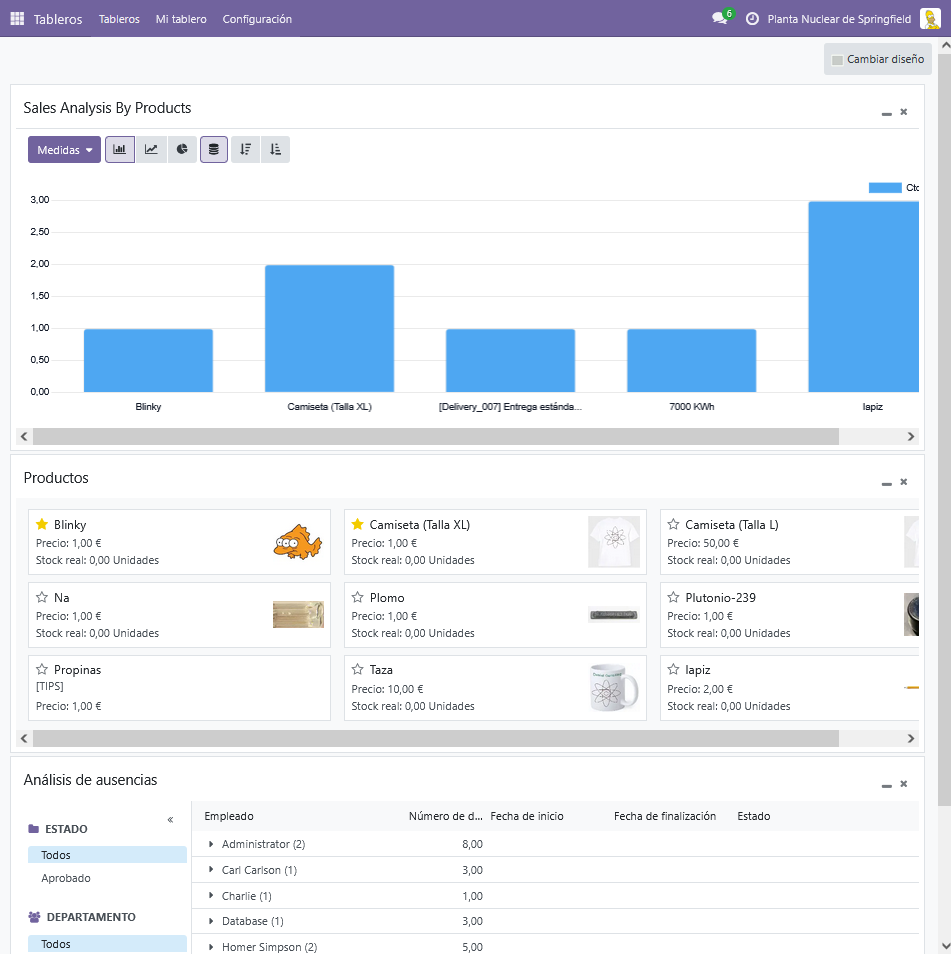 Tableros Tableros Mi tablero Configuración 6 Planta Nuclear de Springfield
Cambiar diseño
Sales Analysis By Products
Medidas
3,00
2,50
2,00
1,50
1,00
0,50
0,00
Blinky Camiseta (Talla XL) [Delivery_007] Entrega estánda... 7000 KWh lapiz
Productos
Blinky
Precio: 1,00 €
Stock real: 0,00 Unidades
Camiseta (Talla XL)
Precio: 1,00 €
Stock real: 0,00 Unidades
Camiseta (Talla L)
Precio: 50,00 €
Stock real: 0,00 Unidades
Na
Precio: 1,00 €
Stock real: 0,00 Unidades
Plomo
Precio: 1,00 €
Stock real: 0,00 Unidades
Plutonio-239
Precio: 1,00 €
Stock real: 0,00 Unidades
Propinas
[TIPS]
Precio: 1,00 €
Taza
Precio: 10,00 €
Stock real: 0,00 Unidades
lapiz
Precio: 2,00 €
Stock real: 0,00 Unidades
Análisis de ausencias
«
ESTADO
Todos
Aprobado
DEPARTAMENTO
Todos
Empleado Número de d... Fecha de inicio Fecha de finalización Estado
Administrator (2) 8,00
Carl Carlson (1) 3,00
Charlie (1) 1,00
Database (1) 3,00
Homer Simpson (2) 5,00